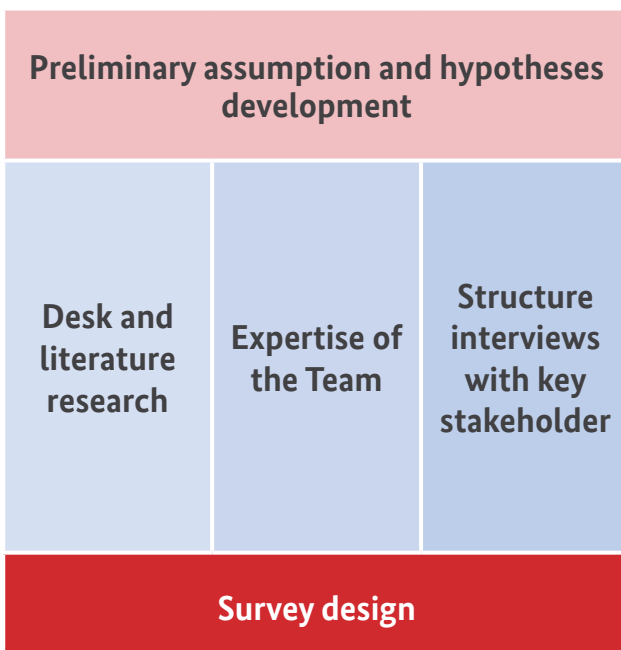 Preliminary assumption and hypotheses
development
Desk and
literature
research
Expertise of
the Team
Structure
interviews
with key
stakeholder
Survey design